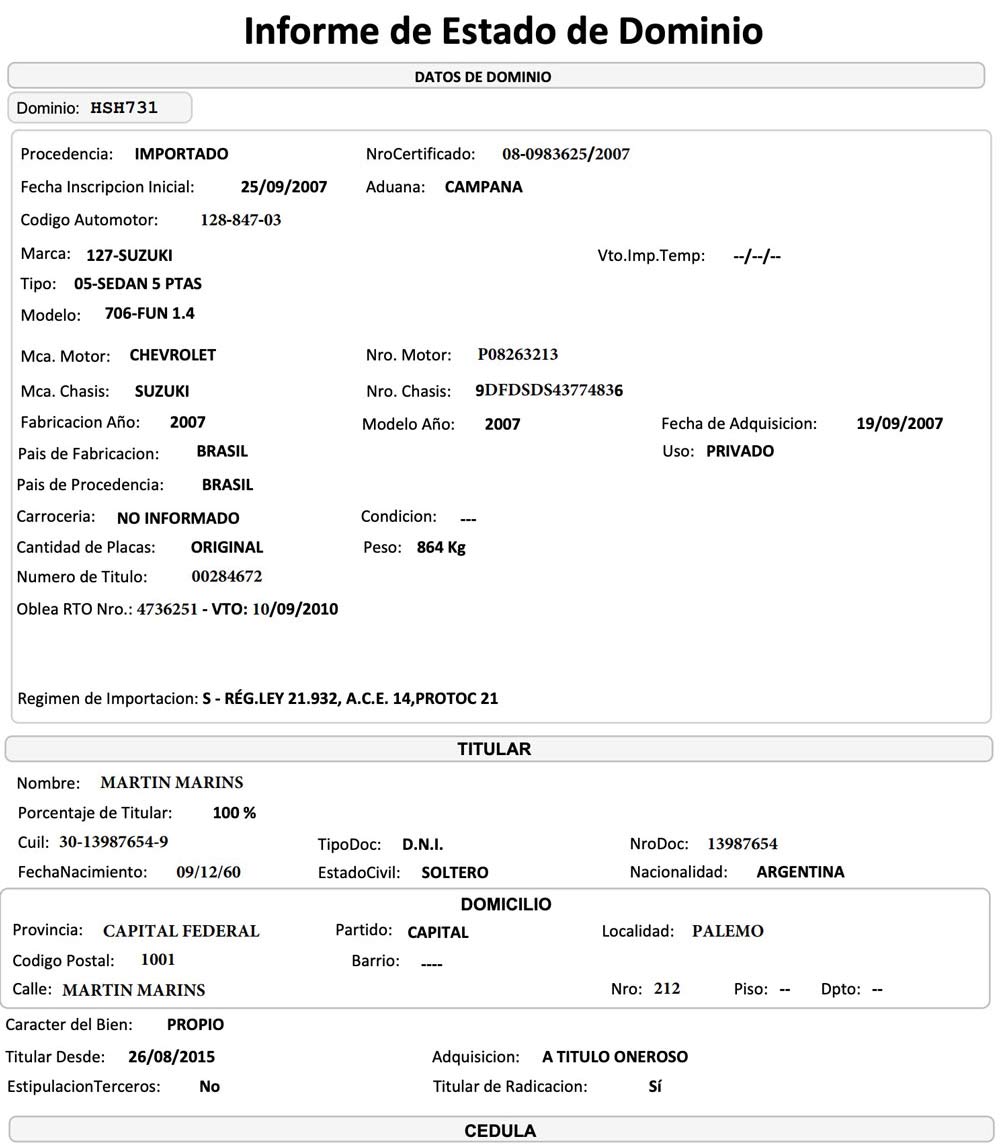 Informe de Estado de Dominio
DATOS DE DOMINIO
Dominio: HSH731
Procedencia: IMPORTADO NroCertificado: 08-0983625/2007
Fecha Inscripcion Inicial: 25/09/2007 Aduana: CAMPANA
Codigo Automotor: 128-847-03
Marca: 127-SUZUKI Vto.Imp.Temp: --/--/--
Tipo: 05-SEDAN 5 PTAS
Modelo: 706-FUN 1.4
Mca. Motor: CHEVROLET Nro. Motor: P08263213
Mca. Chasis: SUZUKI Nro. Chasis: 9DFDSDS43774836
Fabricacion Año: 2007 Modelo Año: 2007 Fecha de Adquisicion: 19/09/2007
Pais de Fabricacion: BRASIL Uso: PRIVADO
Pais de Procedencia: BRASIL
Carroceria: NO INFORMADO Condicion: ---
Cantidad de Placas: ORIGINAL Peso: 864 Kg
Numero de Titulo: 00284672
Oblea RTO Nro.: 4736251 - VTO: 10/09/2010
Regimen de Importacion: S - RÉG.LEY 21.932, A.C.E. 14,PROTOC 21
TITULAR
Nombre: MARTIN MARINS
Porcentaje de Titular: 100 %
Cuil: 30-13987654-9 TipoDoc: D.N.I. NroDoc: 13987654
FechaNacimiento: 09/12/60 EstadoCivil: SOLTERO Nacionalidad: ARGENTINA
DOMICILIO
Provincia: CAPITAL FEDERAL Partido: CAPITAL Localidad: PALEMO
Codigo Postal: 1001 Barrio: ----
Calle: MARTIN MARINS Nro: 212 Piso: -- Dpto: --
Caracter del Bien: PROPIO
Titular Desde: 26/08/2015 Adquisicion: A TITULO ONEROSO
EstipulacionTerceros: No Titular de Radicacion: Sí
CEDULA